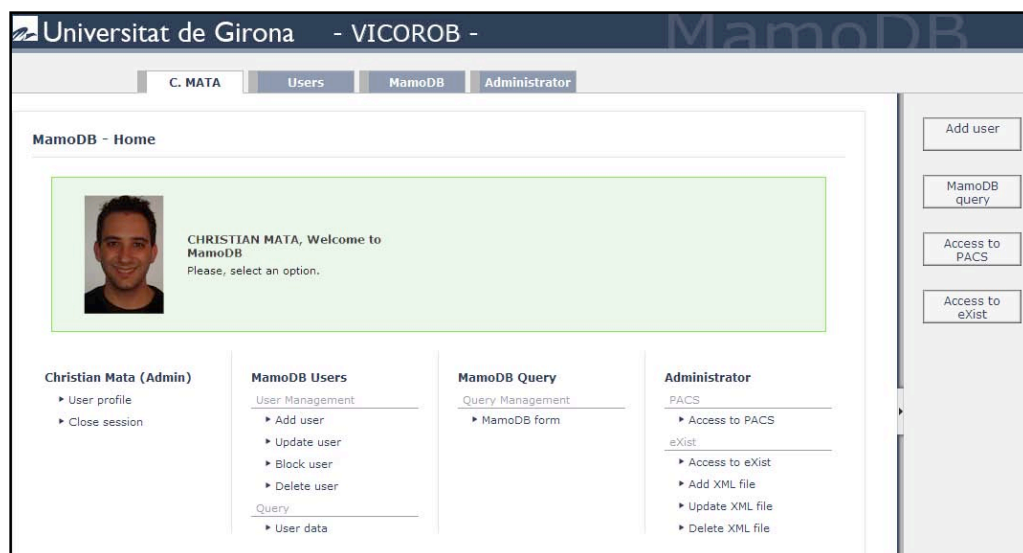 Universitat de Girona - VICOROB -
MamoDB
C. MATA Users MamoDB Administrator
MamoDB - Home
CHRISTIAN MATA, Welcome to
MamoDB
Please, select an option.
Christian Mata (Admin)
User profile
Close session
MamoDB Users
User Management
Add user
Update user
Block user
Delete user
Query
User data
MamoDB Query
Query Management
MamoDB form
Administrator
PACS
Access to PACS
eXist
Access to eXist
Add XML file
Update XML file
Delete XML file
Add user
MamoDB
query
Access to
PACS
Access to
eXist